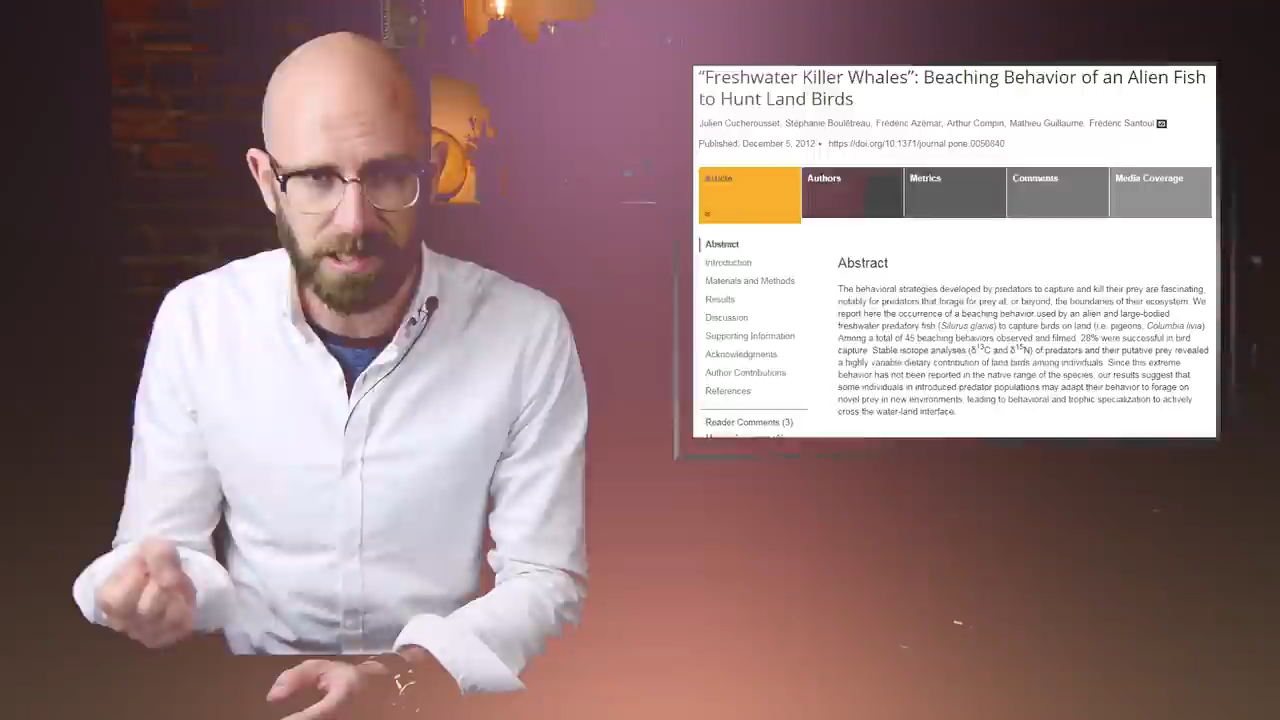 “Freshwater Killer Whales”: Beaching Behavior of an Alien Fish
to Hunt Land Birds
Julien Cucherousset, Stéphanie Boulêtreau, Frédéric Azémar, Arthur Compin, Mathieu Guillaume, Frédéric Santoul
Published: December 5, 2012 • https://doi.org/10.1371/journal.pone.0050840
Article
Authors
Metrics
Comments
Media Coverage
Abstract
Introduction
Materials and Methods
Results
Discussion
Supporting Information
Acknowledgments
Author Contributions
References
Reader Comments (3)
Abstract
The behavioral strategies developed by predators to capture and kill their prey are fascinating,
notably for predators that forage for prey at, or beyond, the boundaries of their ecosystem. We
report here the occurrence of a beaching behavior used by an alien and large-bodied
freshwater predatory fish (Silurus glanis) to capture birds on land (i.e. pigeons, Columbia livia).
Among a total of 45 beaching behaviors observed and filmed, 28% were successful in bird
capture. Stable isotope analyses (δ13C and δ15N) of predators and their putative prey revealed
a highly variable dietary contribution of land birds among individuals. Since this extreme
behavior has not been reported in the native range of the species, our results suggest that
some individuals in introduced predator populations may adapt their behavior to forage on
novel prey in new environments, leading to behavioral and trophic specialization to actively
cross the water-land interface.